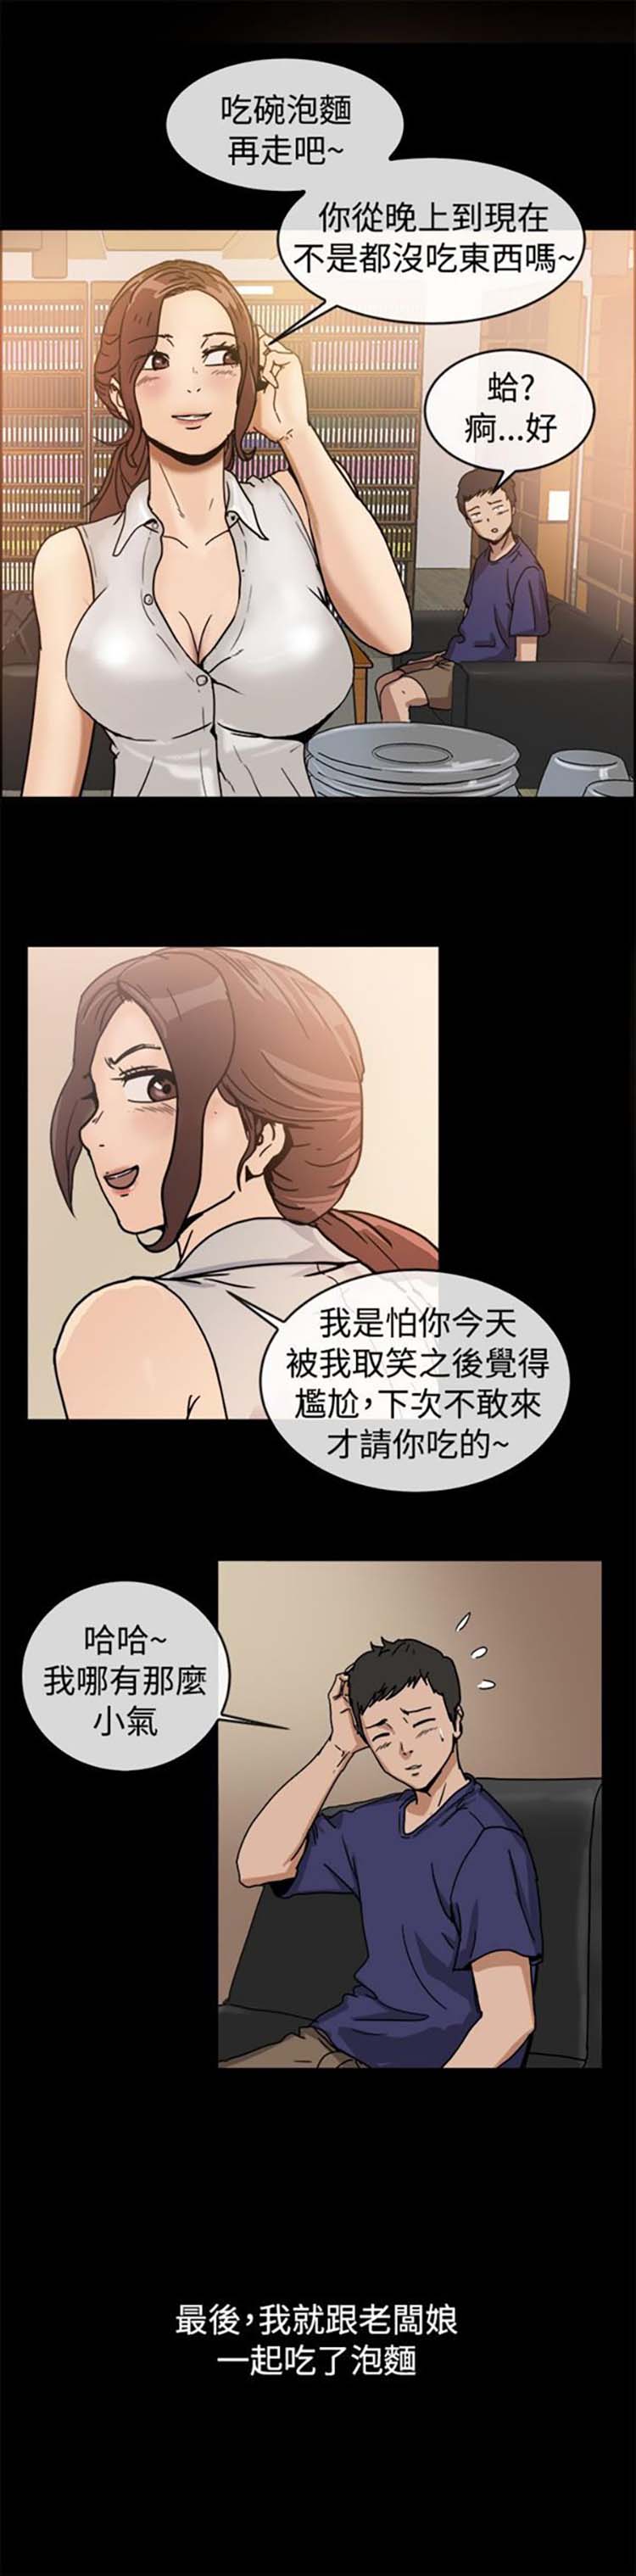 吃碗泡麵
再走吧~
你從晚上到現在
不是都沒吃東西嗎~
蛤?
痾...好
我是怕你今天
被我取笑之後覺得
尷尬,下次不敢來
才請你吃的~
哈哈~
我哪有那麼
小氣
最後,我就跟老闆娘
一起吃了泡麵